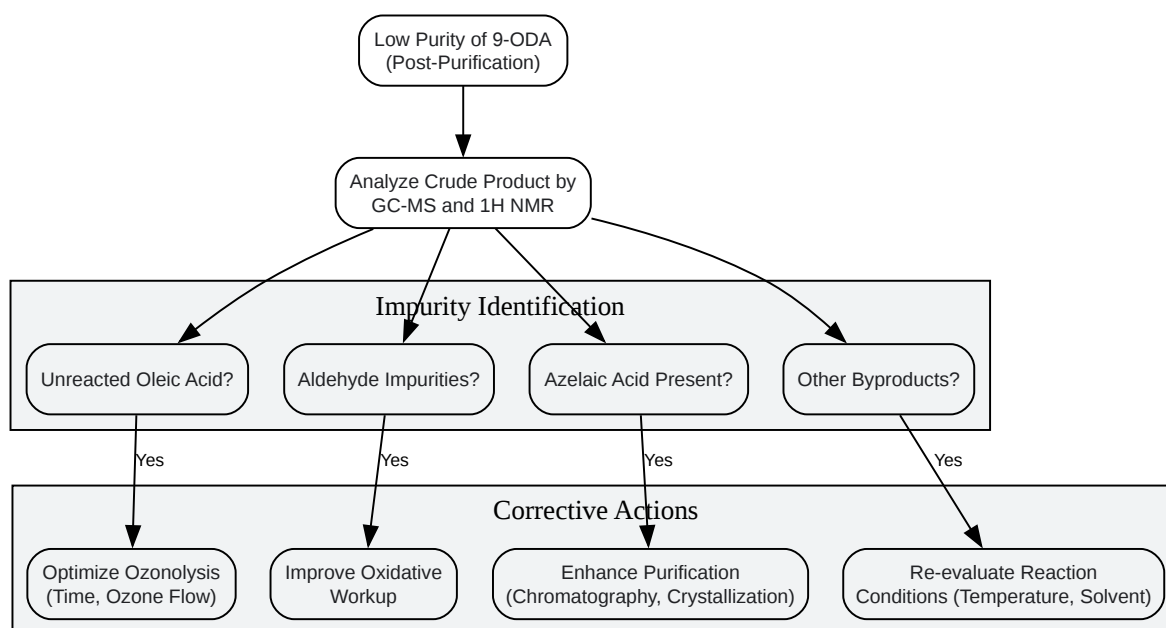 Low Purity of 9-ODA
(Post-Purification)
Analyze Crude Product by
GC-MS and 1H NMR
Impurity Identification
Unreacted Oleic Acid?
Aldehyde Impurities?
Azelaic Acid Present?
Other Byproducts?
Yes
Yes
Yes
Yes
Corrective Actions
Optimize Ozonolysis
(Time, Ozone Flow)
Improve Oxidative
Workup
Enhance Purification
(Chromatography, Crystallization)
Re-evaluate Reaction
Conditions (Temperature, Solvent)